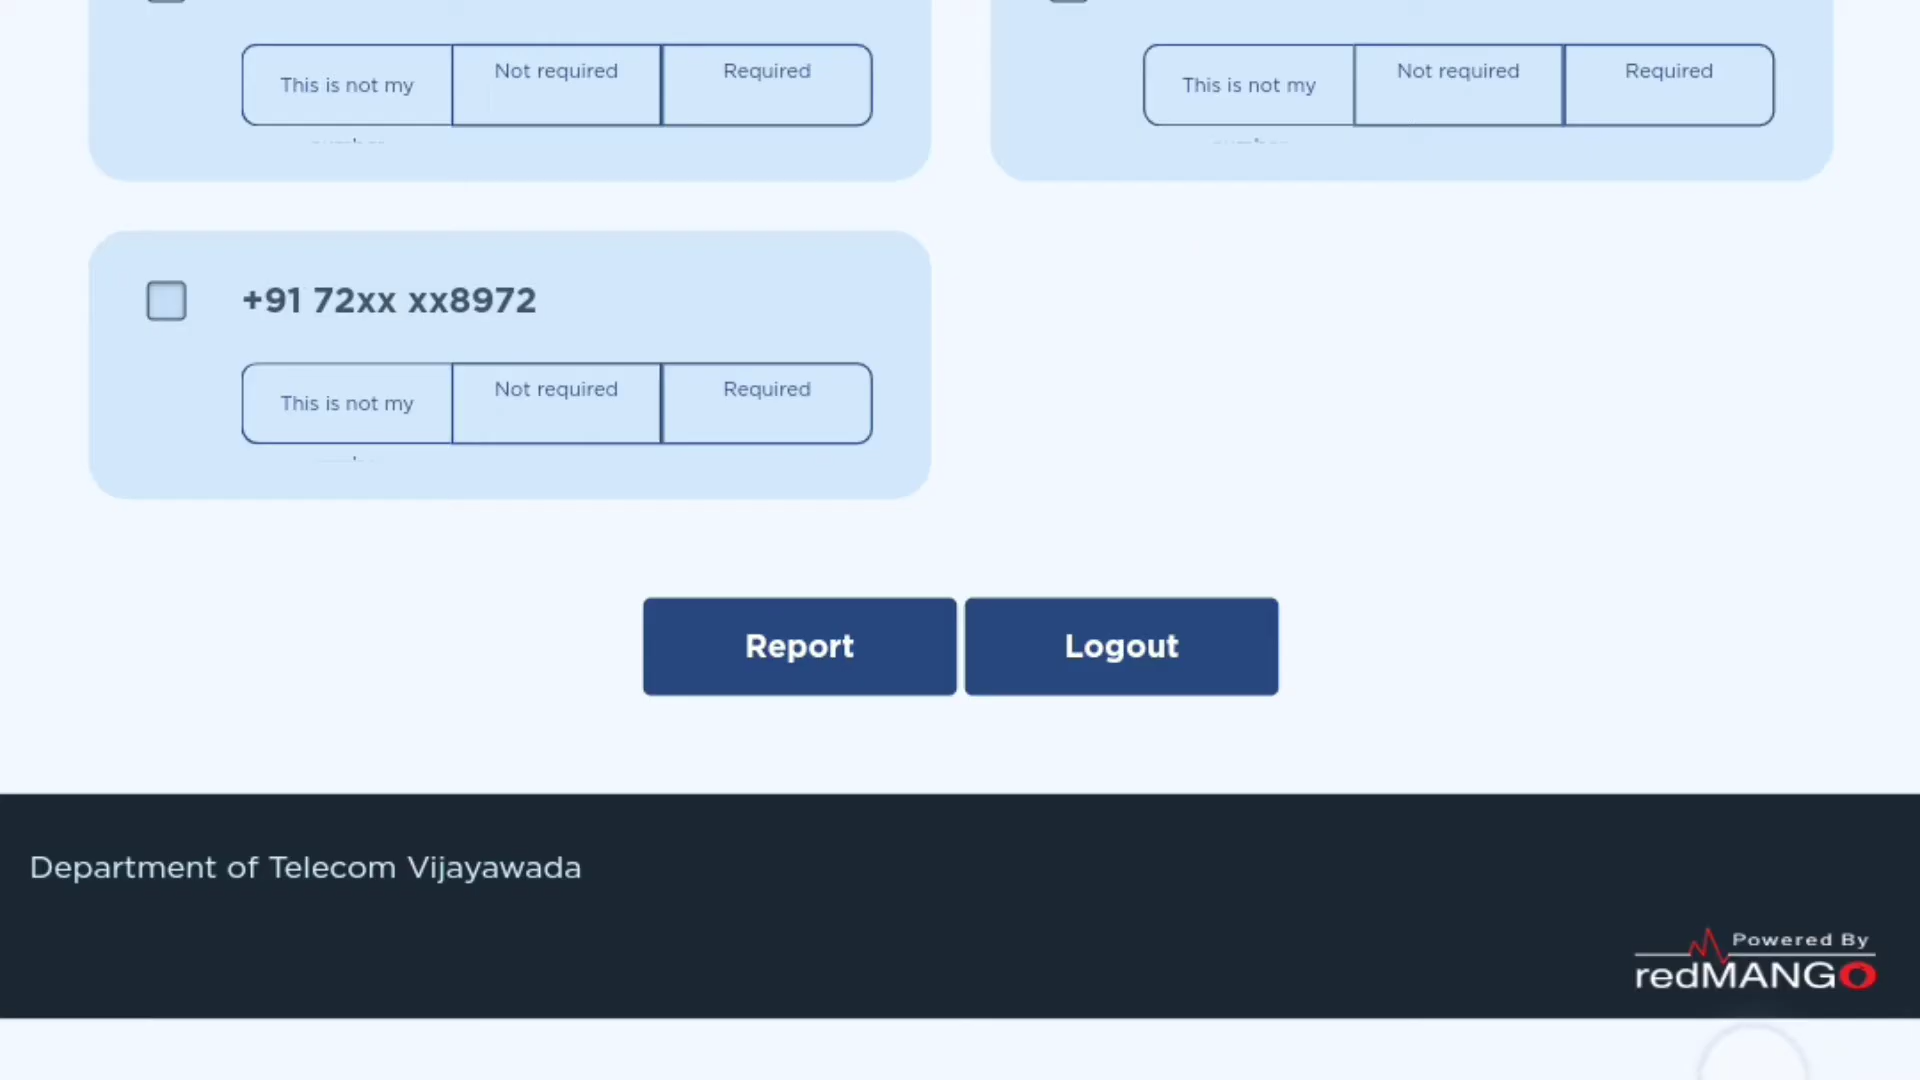 This is not my Not required Required
This is not my Not required Required
+91 72xx xx8972
This is not my Not required Required
Report Logout
Department of Telecom Vijayawada
Powered By
redMANGO